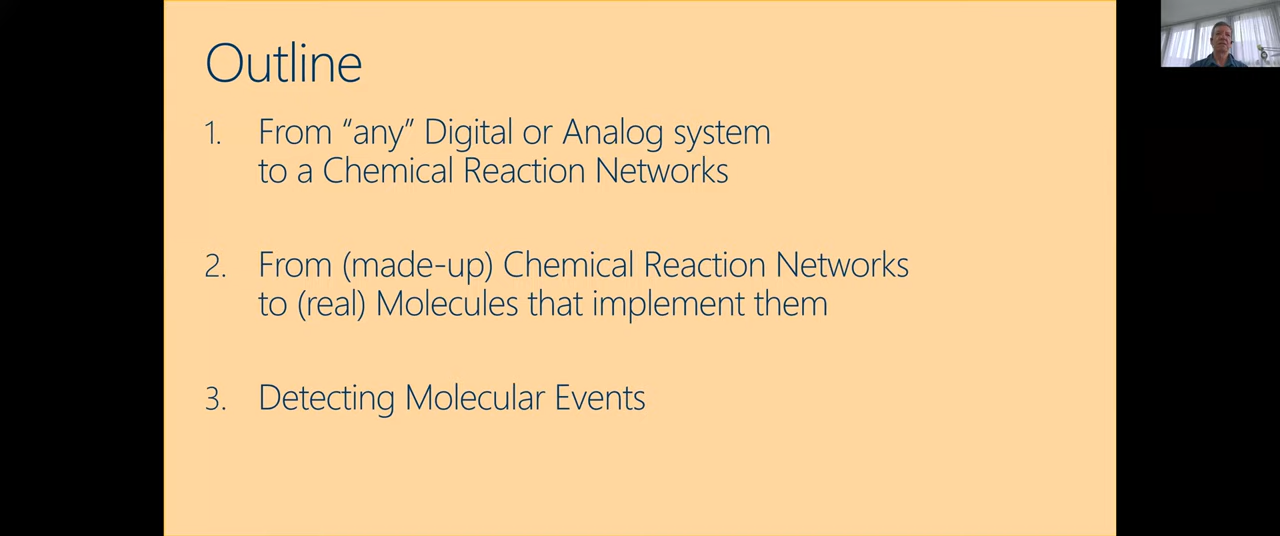 Outline
1. From “any” Digital or Analog system
to a Chemical Reaction Networks
2. From (made-up) Chemical Reaction Networks
to (real) Molecules that implement them
3. Detecting Molecular Events